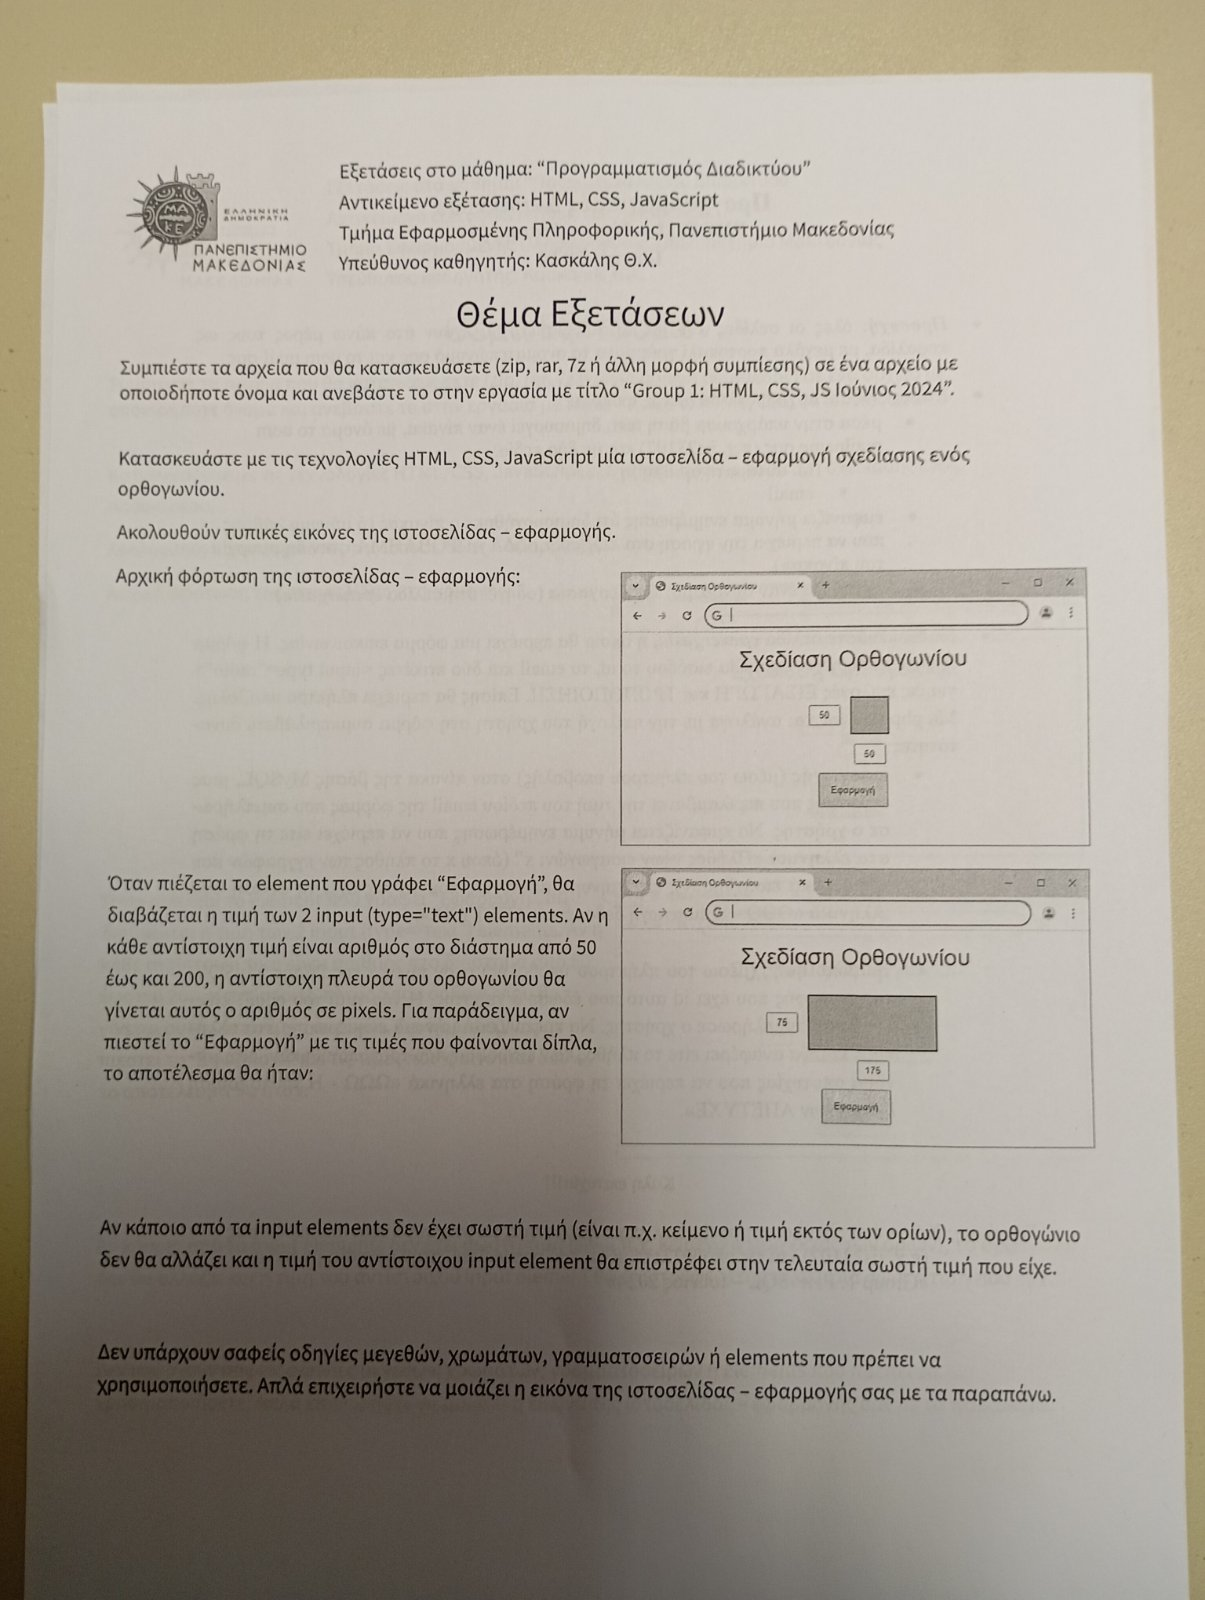 Εξετάσεις στο μάθημα: “Προγραμματισμός Διαδικτύου”
Αντικείμενο εξέτασης: HTML, CSS, JavaScript
Τμήμα Εφαρμοσμένης Πληροφορικής, Πανεπιστήμιο Μακεδονίας
Υπεύθυνος καθηγητής: Κασκάλης Θ.Χ.
ΕΛΛΗΝΙΚΗ
ΔΗΜΟΚΡΑΤΙΑ
ΠΑΝΕΠΙΣΤΗΜΙΟ
ΜΑΚΕΔΟΝΙΑΣ
Θέμα Εξετάσεων
Συμπιέστε τα αρχεία που θα κατασκευάσετε (zip, rar, 7z ή άλλη μορφή συμπίεσης) σε ένα αρχείο με
οποιοδήποτε όνομα και ανεβάστε το στην εργασία με τίτλο “Group 1: HTML, CSS, JS Ιούνιος 2024”.
Κατασκευάστε με τις τεχνολογίες HTML, CSS, JavaScript μία ιστοσελίδα – εφαρμογή σχεδίασης ενός
ορθογωνίου.
Ακολουθούν τυπικές εικόνες της ιστοσελίδας – εφαρμογής.
Αρχική φόρτωση της ιστοσελίδας – εφαρμογής:
Σχεδίαση Ορθογωνίου
G
Σχεδίαση Ορθογωνίου
50
50
Εφαρμογή
Όταν πιέζεται το element που γράφει “Εφαρμογή”, θα
διαβάζεται η τιμή των 2 input (type="text") elements. Αν η
κάθε αντίστοιχη τιμή είναι αριθμός στο διάστημα από 50
έως και 200, η αντίστοιχη πλευρά του ορθογωνίου θα
γίνεται αυτός ο αριθμός σε pixels. Για παράδειγμα, αν
πιεστεί το “Εφαρμογή” με τις τιμές που φαίνονται δίπλα,
το αποτέλεσμα θα ήταν:
Σχεδίαση Ορθογωνίου
G
Σχεδίαση Ορθογωνίου
75
175
Εφαρμογή
Αν κάποιο από τα input elements δεν έχει σωστή τιμή (είναι π.χ. κείμενο ή τιμή εκτός των ορίων), το ορθογώνιο
δεν θα αλλάζει και η τιμή του αντίστοιχου input element θα επιστρέφει στην τελευταία σωστή τιμή που είχε.
Δεν υπάρχουν σαφείς οδηγίες μεγεθών, χρωμάτων, γραμματοσειρών ή elements που πρέπει να
χρησιμοποιήσετε. Απλά επιχειρήστε να μοιάζει η εικόνα της ιστοσελίδας – εφαρμογής σας με τα παραπάνω.